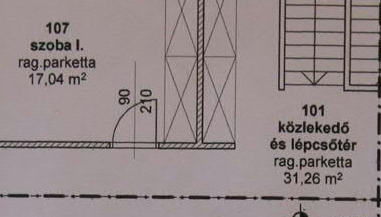 107
szoba I.
rag.parketta
17,04 m²
90
210
101
közlekedő
és lépcsőtér
rag.parketta
31,26 m²